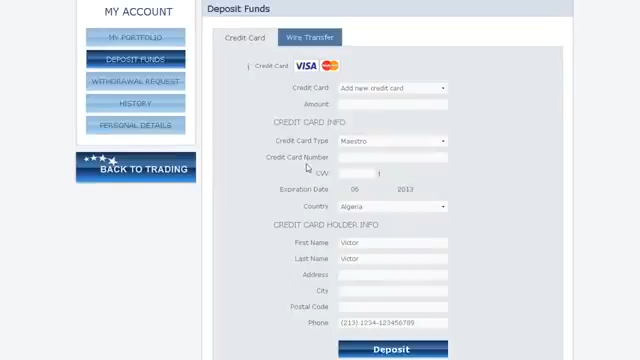 MY ACCOUNT
MY PORTFOLIO
DEPOSIT FUNDS
WITHDRAWAL REQUEST
HISTORY
PERSONAL DETAILS
BACK TO TRADING
Deposit Funds
Credit Card
Wire Transfer
Credit Card VISA
Credit Card: Add new credit card
Amount:
CREDIT CARD INFO
Credit Card Type Maestro
Credit Card Number
CVV
Expiration Date 06 2013
Country: Algeria
CREDIT CARD HOLDER INFO
First Name Victor
Last Name Victor
Address
City
Postal Code
Phone (213) 1234-123456789
Deposit